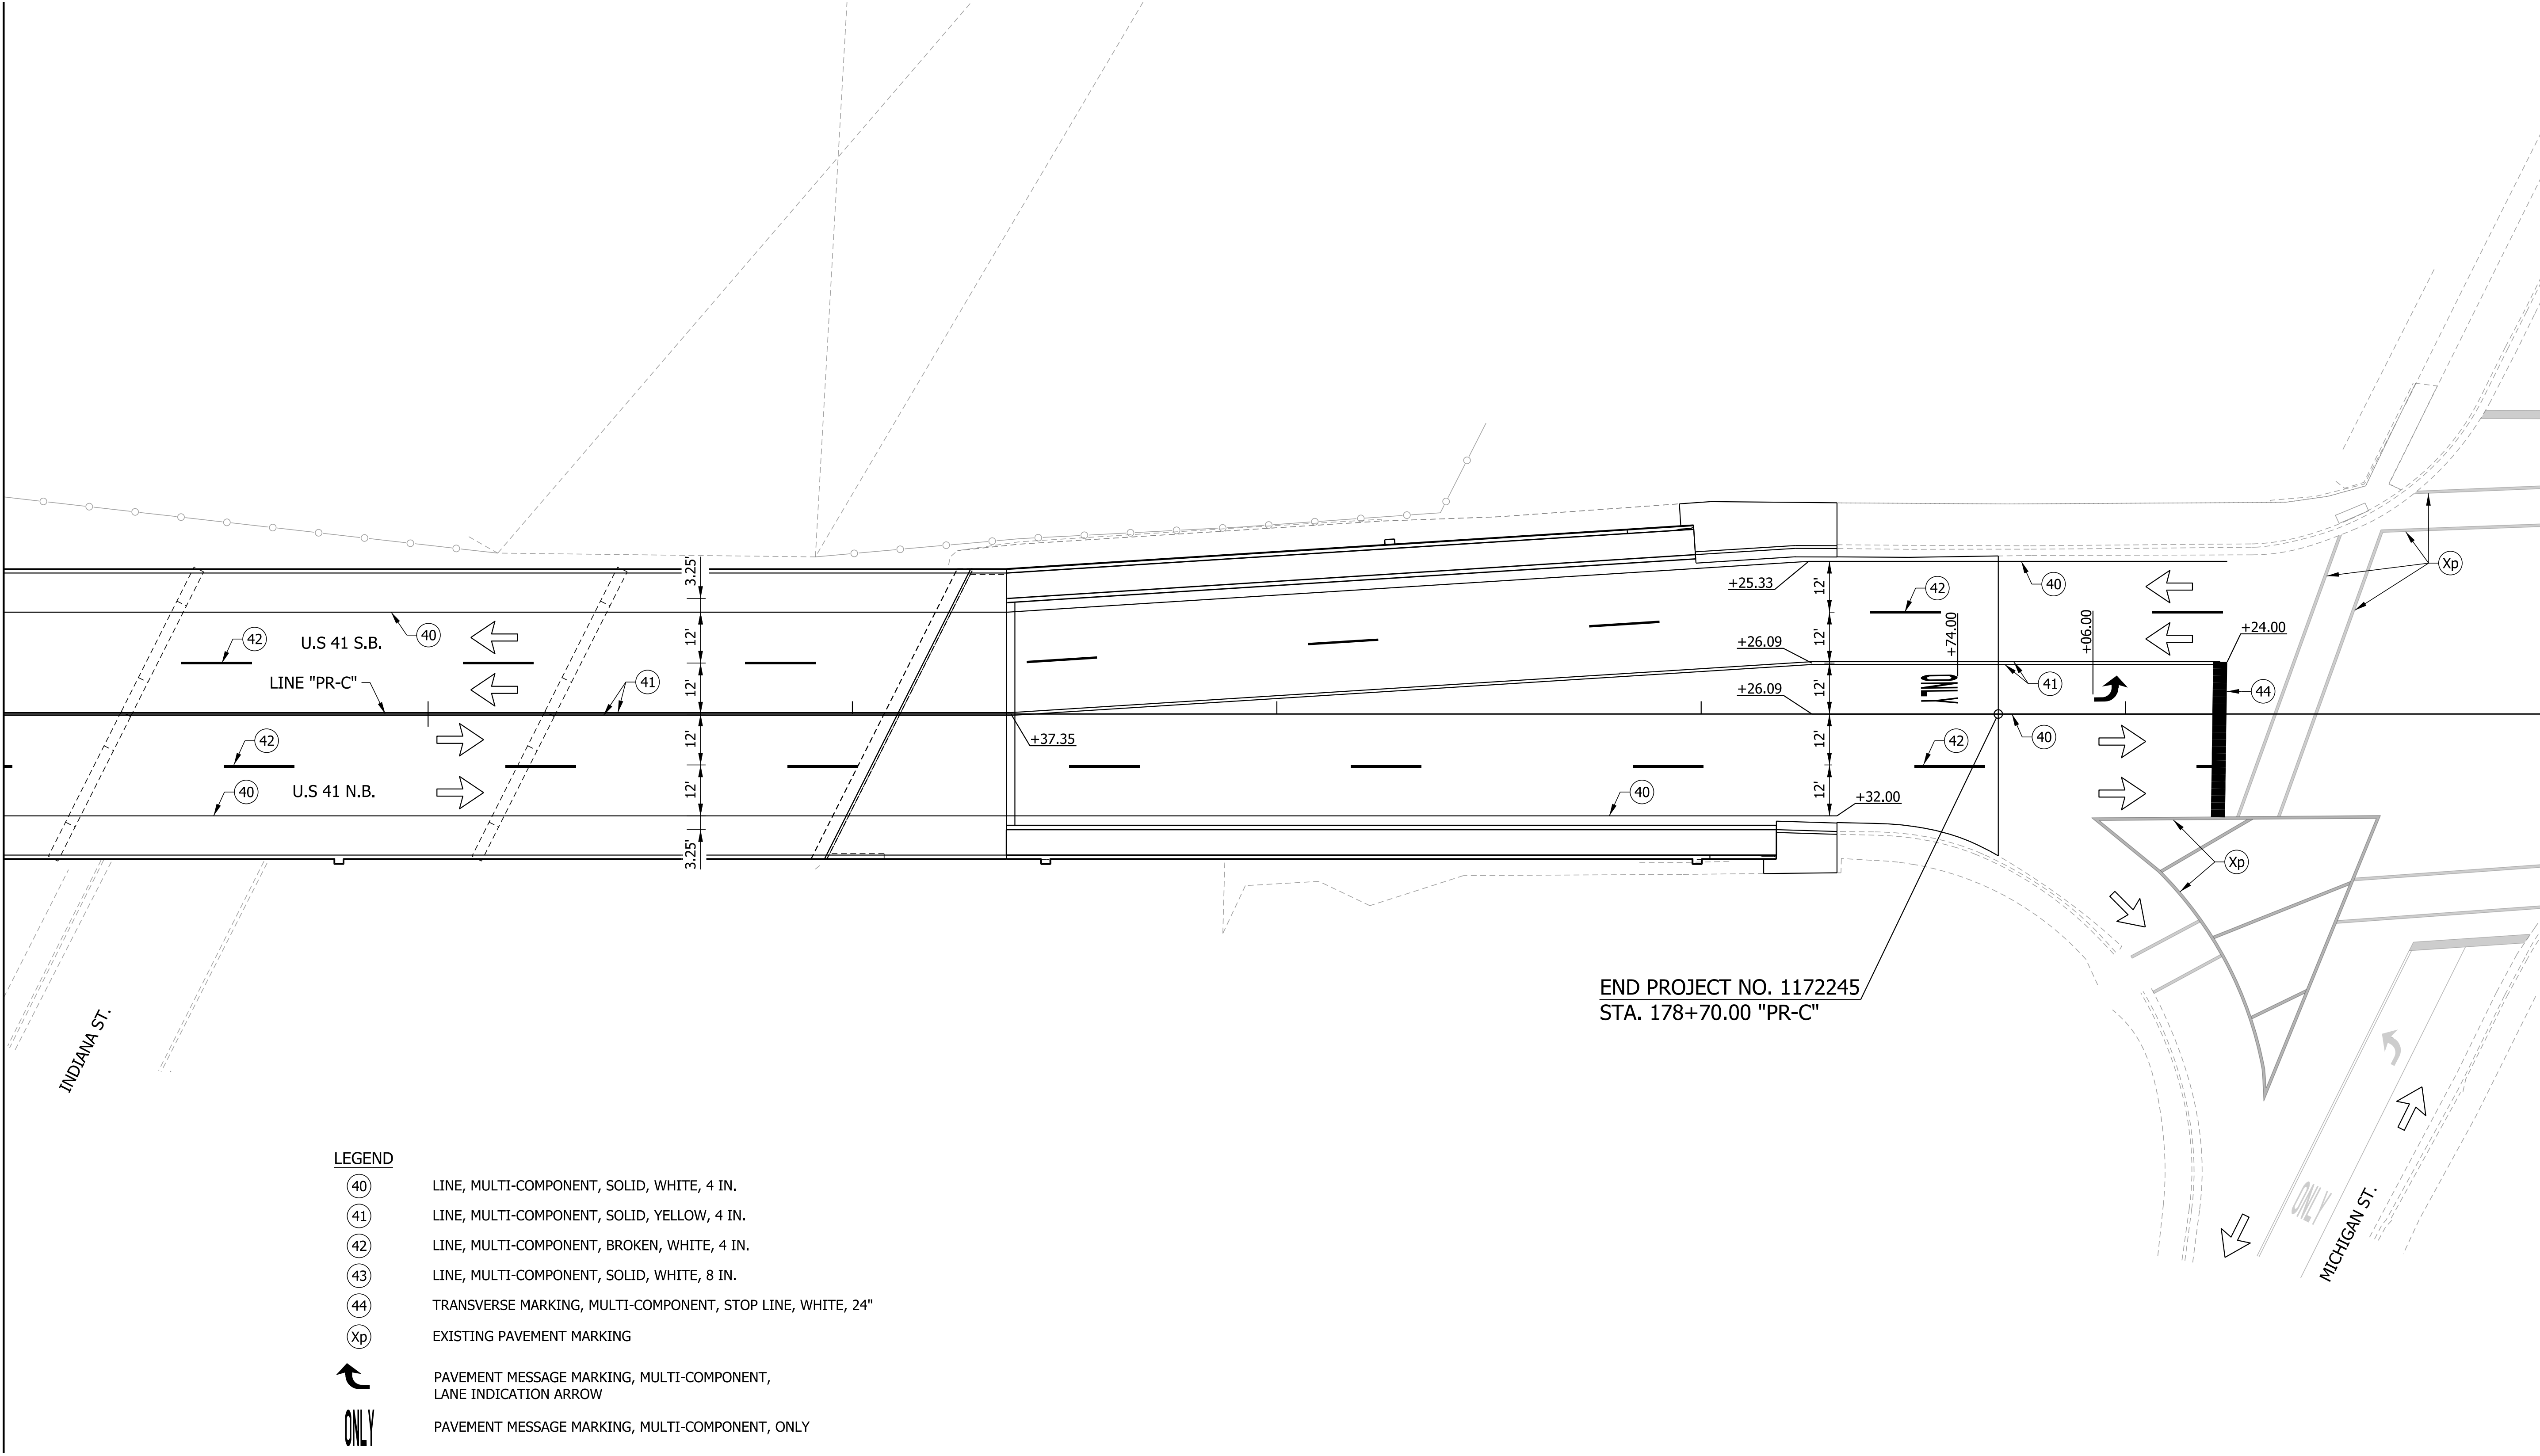 3.25'
+25.33
12'
42
40
Xp
42
U.S 41 S.B.
40
12'
12'
+26.09
+74.00
+06.00
+24.00
LINE "PR-C"
41
12'
+26.09
12'
ONLY
41
44
42
12'
+37.35
12'
42
40
40
U.S 41 N.B.
12'
40
12'
+32.00
3.25'
Xp
END PROJECT NO. 1172245
STA. 178+70.00 "PR-C"
INDIANA ST.
ONLY
MICHIGAN ST.
LEGEND
40 LINE, MULTI-COMPONENT, SOLID, WHITE, 4 IN.
41 LINE, MULTI-COMPONENT, SOLID, YELLOW, 4 IN.
42 LINE, MULTI-COMPONENT, BROKEN, WHITE, 4 IN.
43 LINE, MULTI-COMPONENT, SOLID, WHITE, 8 IN.
44 TRANSVERSE MARKING, MULTI-COMPONENT, STOP LINE, WHITE, 24"
Xp EXISTING PAVEMENT MARKING
PAVEMENT MESSAGE MARKING, MULTI-COMPONENT,
LANE INDICATION ARROW
ONLY PAVEMENT MESSAGE MARKING, MULTI-COMPONENT, ONLY